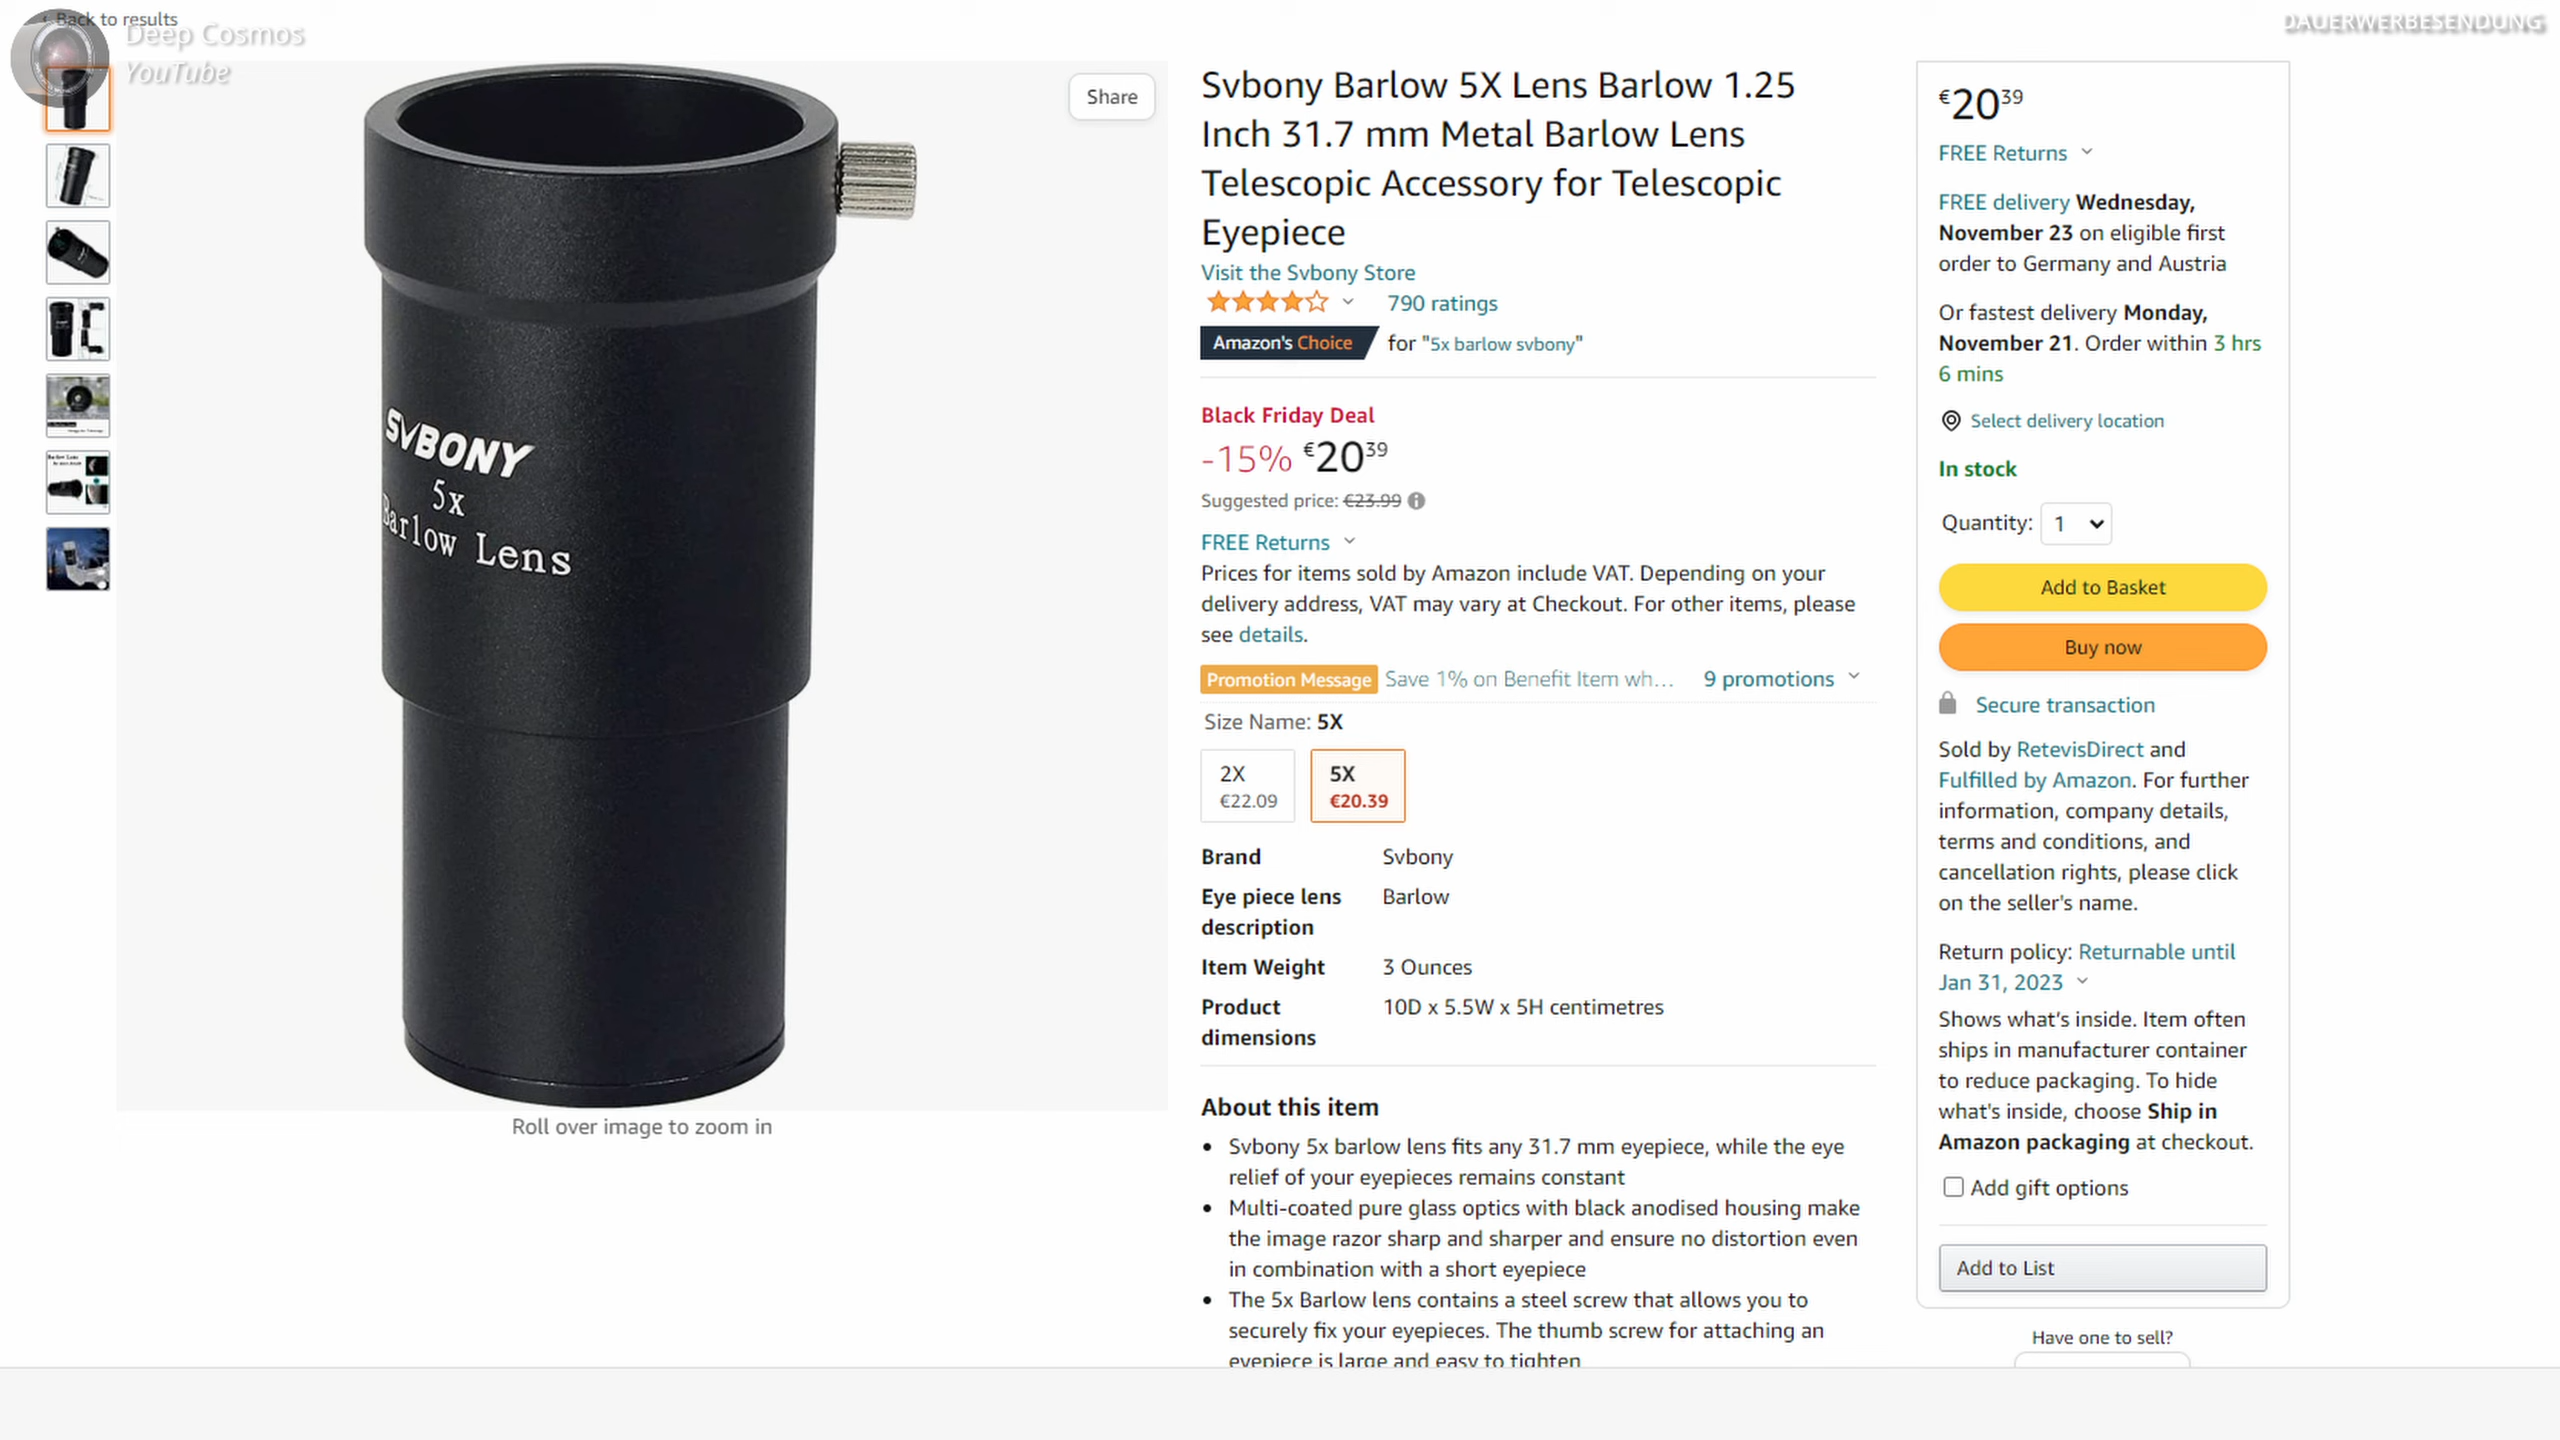 ‹ Back to results
Deep Cosmos
YouTube
DAUERWERBESENDUNG
Share
SVBONY
5x
Barlow Lens
Roll over image to zoom in
Svbony Barlow 5X Lens Barlow 1.25
Inch 31.7 mm Metal Barlow Lens
Telescopic Accessory for Telescopic
Eyepiece
Visit the Svbony Store
790 ratings
Amazon's Choice for "5x barlow svbony"
Black Friday Deal
-15% €20 39
Suggested price: €23.99
FREE Returns
Prices for items sold by Amazon include VAT. Depending on your
delivery address, VAT may vary at Checkout. For other items, please
see details.
Promotion Message Save 1% on Benefit Item wh… 9 promotions
Size Name: 5X
2X 5X
€22.09 €20.39
Brand Svbony
Eye piece lens Barlow
description
Item Weight 3 Ounces
Product 10D x 5.5W x 5H centimetres
dimensions
About this item
• Svbony 5x barlow lens fits any 31.7 mm eyepiece, while the eye
relief of your eyepieces remains constant
• Multi-coated pure glass optics with black anodised housing make
the image razor sharp and sharper and ensure no distortion even
in combination with a short eyepiece
• The 5x Barlow lens contains a steel screw that allows you to
securely fix your eyepieces. The thumb screw for attaching an
eyepiece is large and easy to tighten
€20 39
FREE Returns
FREE delivery Wednesday,
November 23 on eligible first
order to Germany and Austria
Or fastest delivery Monday,
November 21. Order within 3 hrs
6 mins
Select delivery location
In stock
Quantity: 1
Add to Basket
Buy now
Secure transaction
Sold by RetevisDirect and
Fulfilled by Amazon. For further
information, company details,
terms and conditions, and
cancellation rights, please click
on the seller's name.
Return policy: Returnable until
Jan 31, 2023
Shows what's inside. Item often
ships in manufacturer container
to reduce packaging. To hide
what's inside, choose Ship in
Amazon packaging at checkout.
Add gift options
Add to List
Have one to sell?